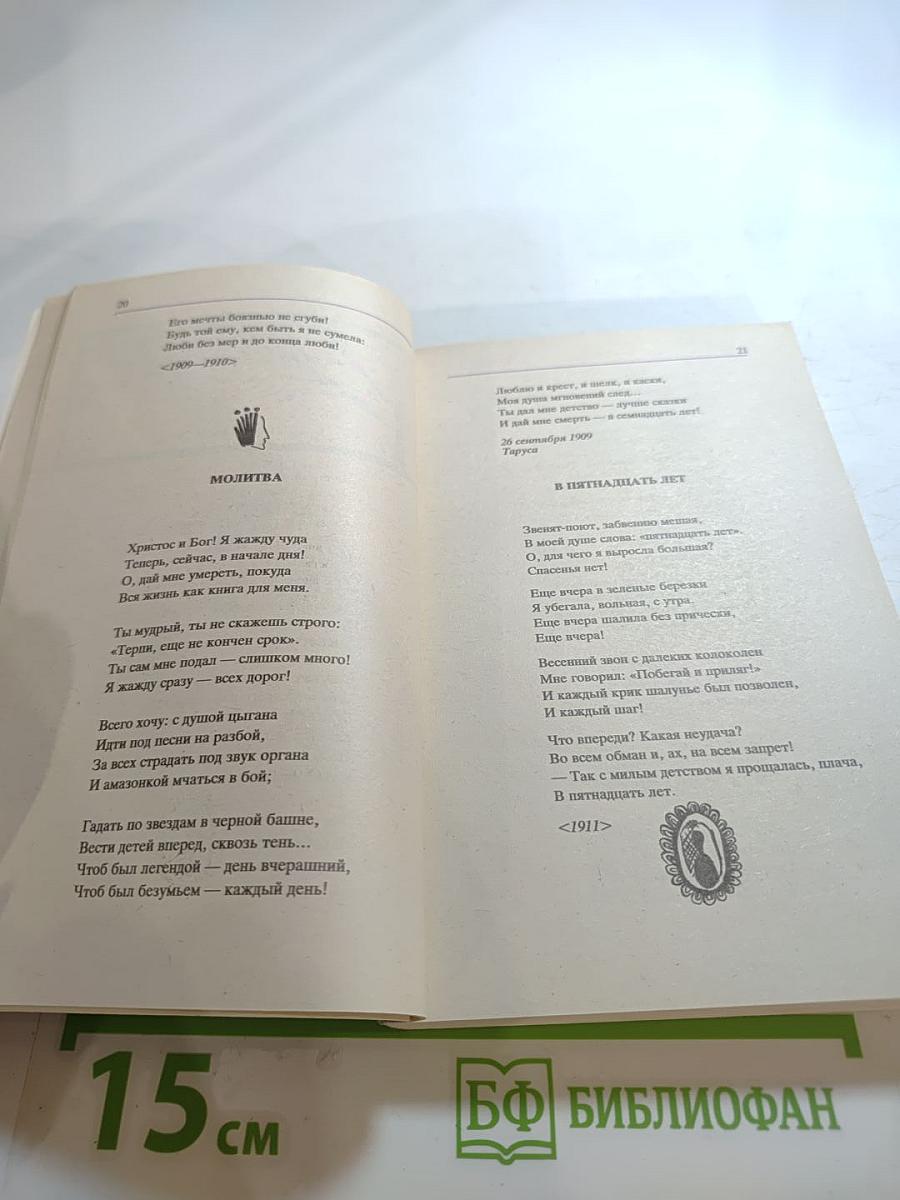 20
Его мечты боязнью не сгуби!
Будь той ему, кем быть я не сумела:
Люби без мер и до конца люби!
<1909—1910>
МОЛИТВА
Христос и Бог! Я жажду чуда
Теперь, сейчас, в начале дня!
О, дай мне умереть, покуда
Вся жизнь как книга для меня.
Ты мудрый, ты не скажешь строго:
«Терпи, еще не кончен срок».
Ты сам мне подал — слишком много!
Я жажду сразу — всех дорог!
Всего хочу: с душой цыгана
Идти под песни на разбой,
За всех страдать под звук органа
И амазонкой мчаться в бой;
Гадать по звездам в черной башне,
Вести детей вперед, сквозь тень...
Чтоб был легендой — день вчерашний,
Чтоб был безумьем — каждый день!
21
Люблю и крест, и шелк, и каски,
Моя душа мгновений след...
Ты дал мне детство — лучше сказки
И дай мне смерть — в семнадцать лет!
26 сентября 1909
Таруса
В ПЯТНАДЦАТЬ ЛЕТ
Звенят-поют, забвению мешая,
В моей душе слова: «пятнадцать лет».
О, для чего я выросла большая?
Спасенья нет!
Еще вчера в зеленые березки
Я убегала, вольная, с утра.
Еще вчера шалила без прически,
Еще вчера!
Весенний звон с далеких колоколен
Мне говорил: «Побегай и приляг!»
И каждый крик шалунье был позволен,
И каждый шаг!
Что впереди? Какая неудача?
Во всем обман и, ах, на всем запрет!
— Так с милым детством я прощалась, плача,
В пятнадцать лет.
<1911>
15 см
БФ БИБЛИОФАН